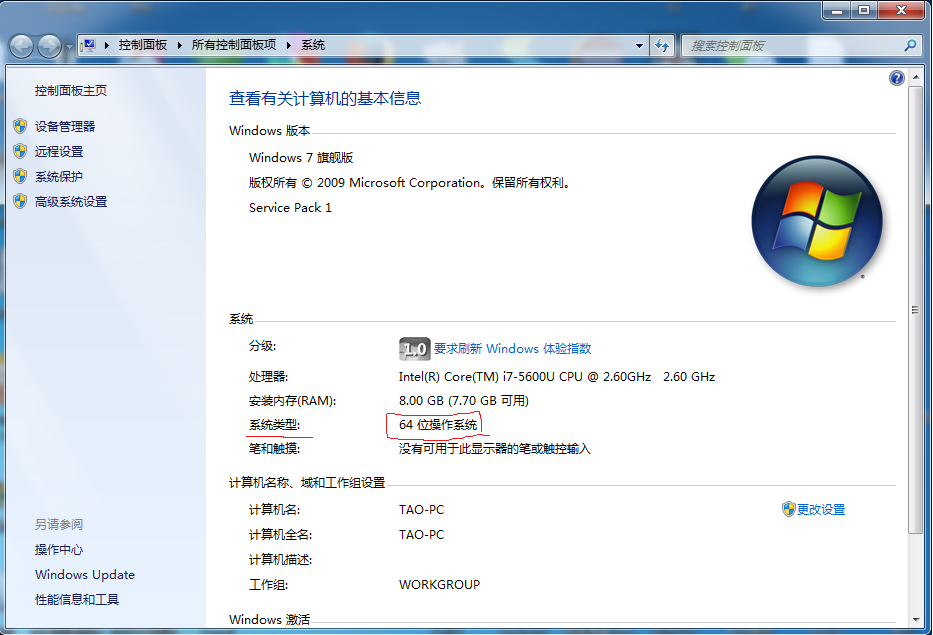 控制面板 所有控制面板项 系统
搜索控制面板
控制面板主页
设备管理器
远程设置
系统保护
高级系统设置
另请参阅
操作中心
Windows Update
性能信息和工具
查看有关计算机的基本信息
Windows 版本
Windows 7 旗舰版
版权所有 © 2009 Microsoft Corporation。保留所有权利。
Service Pack 1
系统
分级: 1.0 要求刷新 Windows 体验指数
处理器: Intel(R) Core(TM) i7-5600U CPU @ 2.60GHz 2.60 GHz
安装内存(RAM): 8.00 GB (7.70 GB 可用)
系统类型: 64 位操作系统
笔和触摸: 没有可用于此显示器的笔或触控输入
计算机名称、域和工作组设置
计算机名: TAO-PC 更改设置
计算机全名: TAO-PC
计算机描述:
工作组: WORKGROUP
Windows 激活